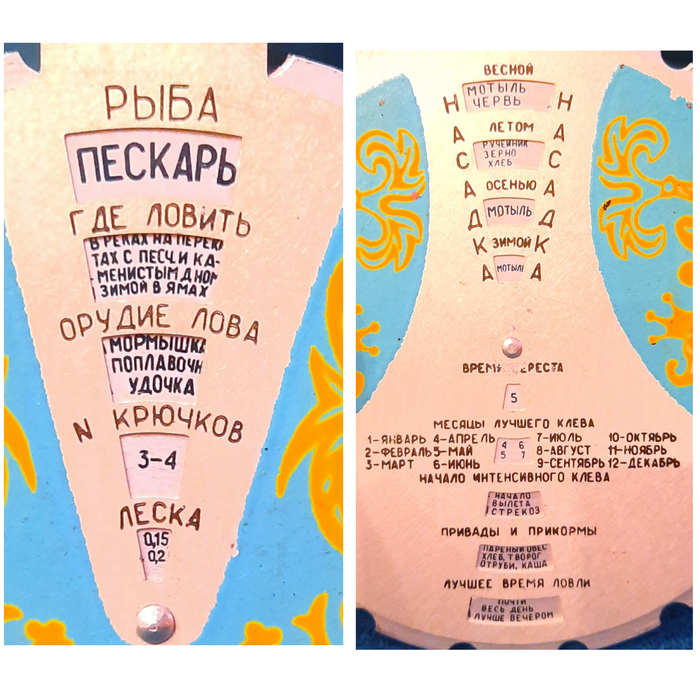 РЫБА
ПЕСКАРЬ
ГДЕ ЛОВИТЬ
В РЕКАХ НА ПЕРЕКА
ТАХ С ПЕСЧ. И КА-
МЕНИСТЫМ ДНОМ
ЗИМОЙ В ЯМАХ
ОРУДИЕ ЛОВА
МОРМЫШКА
ПОПЛАВОЧН
УДОЧКА
N КРЮЧКОВ
3-4
ЛЕСКА
0,15
0,2
НАСАДКА
НАСАДКА
ВЕСНОЙ
МОТЫЛЬ
ЧЕРВЬ
ЛЕТОМ
РУЧЕЙНИК
ЗЕРНО
ХЛЕБ
ОСЕНЬЮ
МОТЫЛЬ
ЗИМОЙ
МОТЫЛЬ
ВРЕМЯ НЕРЕСТА
5
МЕСЯЦЫ ЛУЧШЕГО КЛЕВА
1-ЯНВАРЬ 4-АПРЕЛЬ 4 6 7-ИЮЛЬ 10-ОКТЯБРЬ
2-ФЕВРАЛЬ 5-МАЙ 5 7 8-АВГУСТ 11-НОЯБРЬ
3-МАРТ 6-ИЮНЬ 9-СЕНТЯБРЬ 12-ДЕКАБРЬ
НАЧАЛО ИНТЕНСИВНОГО КЛЕВА
НАЧАЛО
ВЫЛЕТА
СТРЕКОЗ
ПРИВАДЫ И ПРИКОРМЫ
ПАРЕНЫЙ ОВЕС
ХЛЕБ, ТВОРОГ
ОТРУБИ, КАША
ЛУЧШЕЕ ВРЕМЯ ЛОВЛИ
ПОЧТИ
ВЕСЬ ДЕНЬ
ЛУЧШЕ ВЕЧЕРОМ